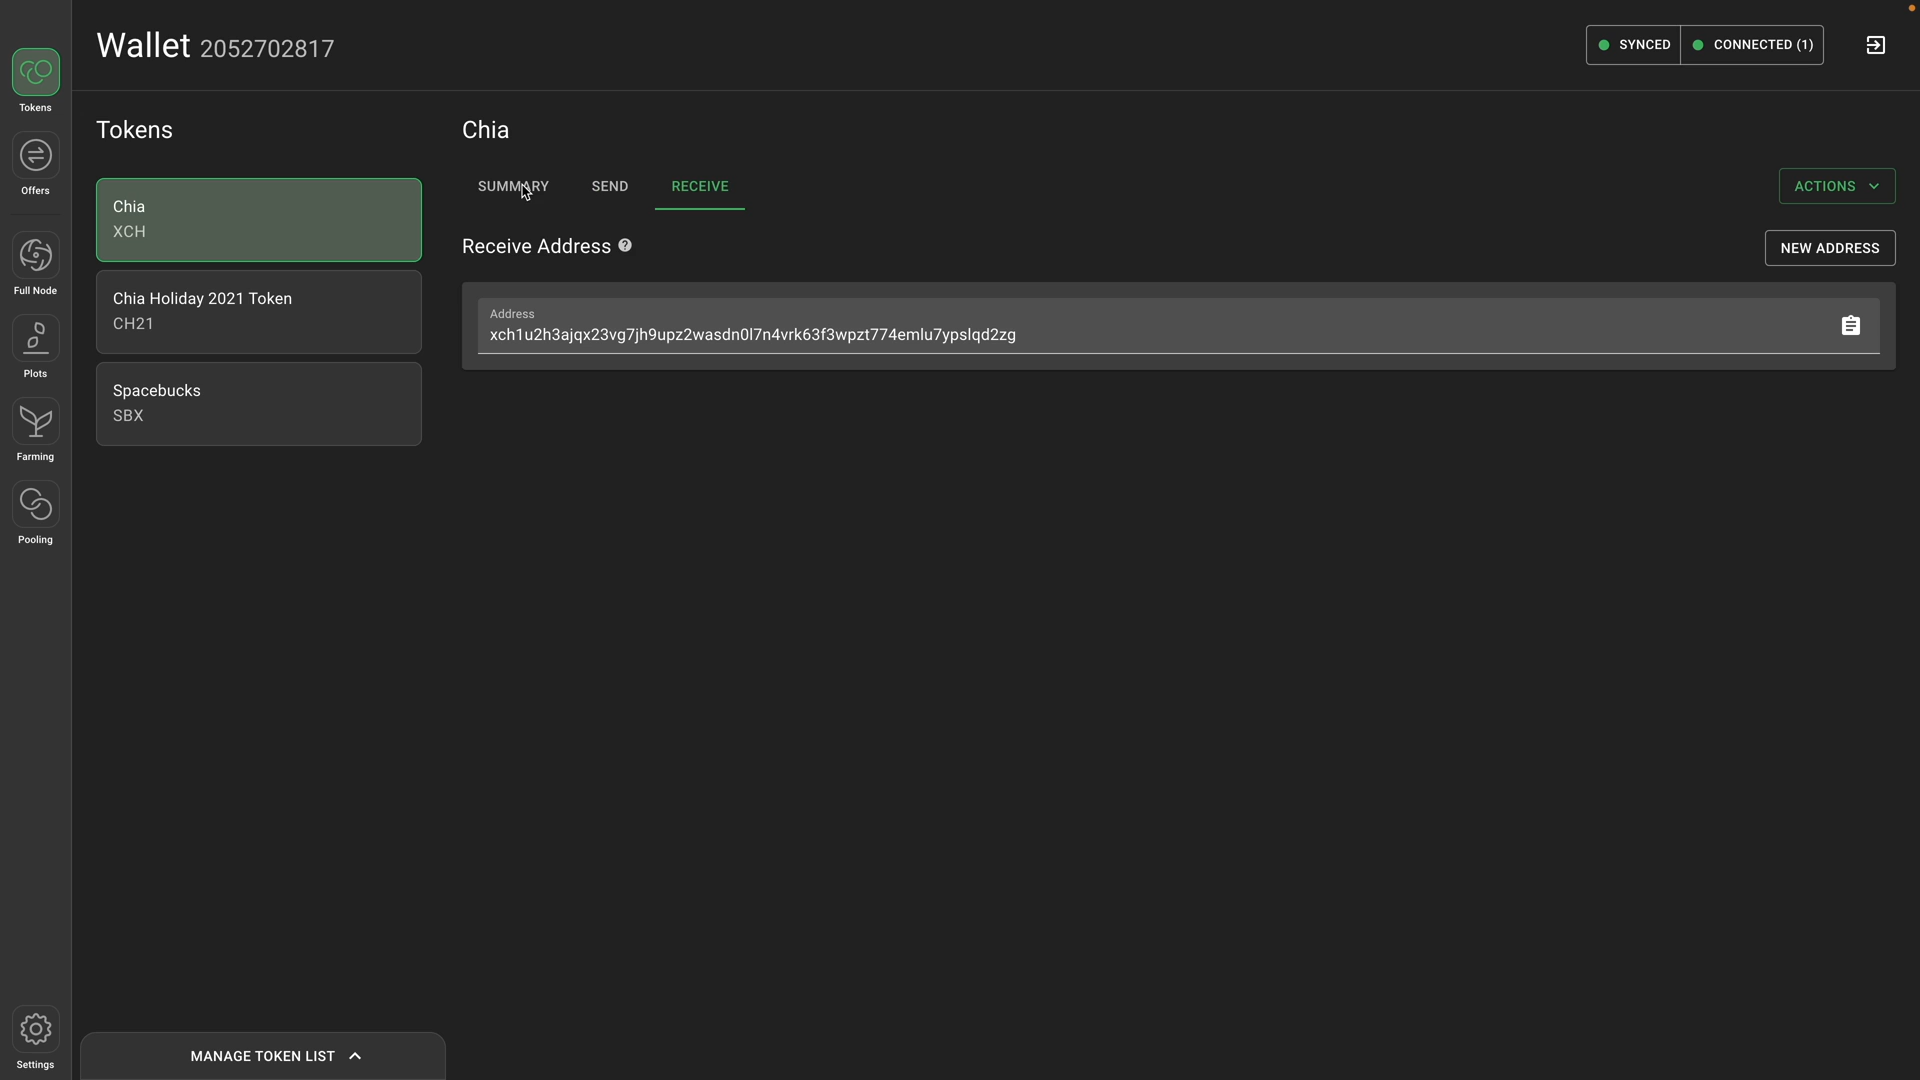 Wallet 2052702817
SYNCED
CONNECTED (1)
Tokens
Offers
Full Node
Plots
Farming
Pooling
Settings
Tokens
Chia
XCH
Chia Holiday 2021 Token
CH21
Spacebucks
SBX
MANAGE TOKEN LIST
Chia
SUMMARY
SEND
RECEIVE
ACTIONS
Receive Address
NEW ADDRESS
Address
xch1u2h3ajqx23vg7jh9upz2wasdn0l7n4vrk63f3wpzt774emlu7ypslqd2zg